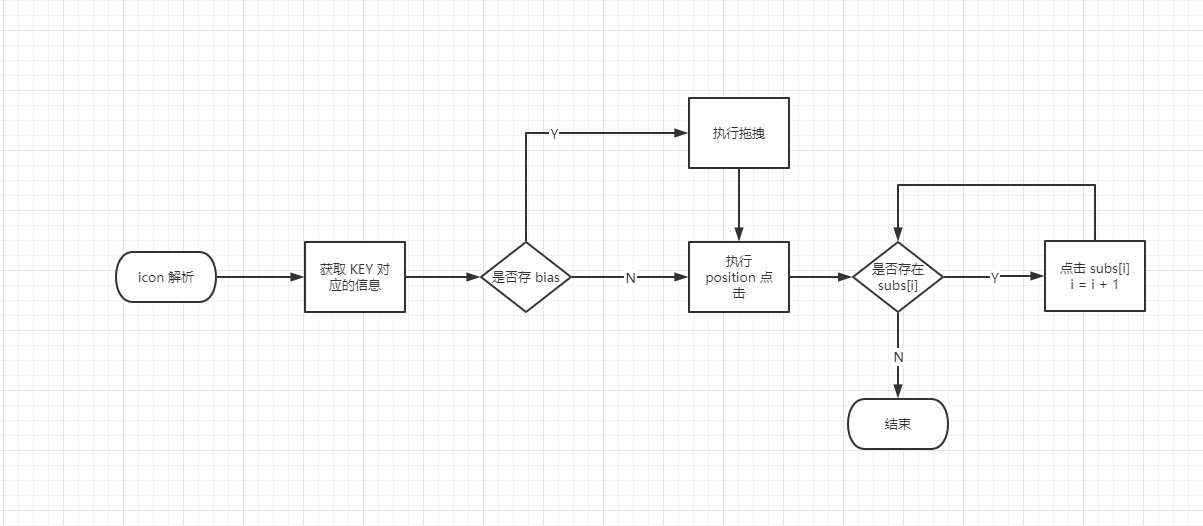 Y
执行拖拽
icon 解析
获取 KEY 对
应的信息
是否存 bias
N
执行
position 点
击
是否存在
subs[i]
Y
点击 subs[i]
i = i + 1
N
结束